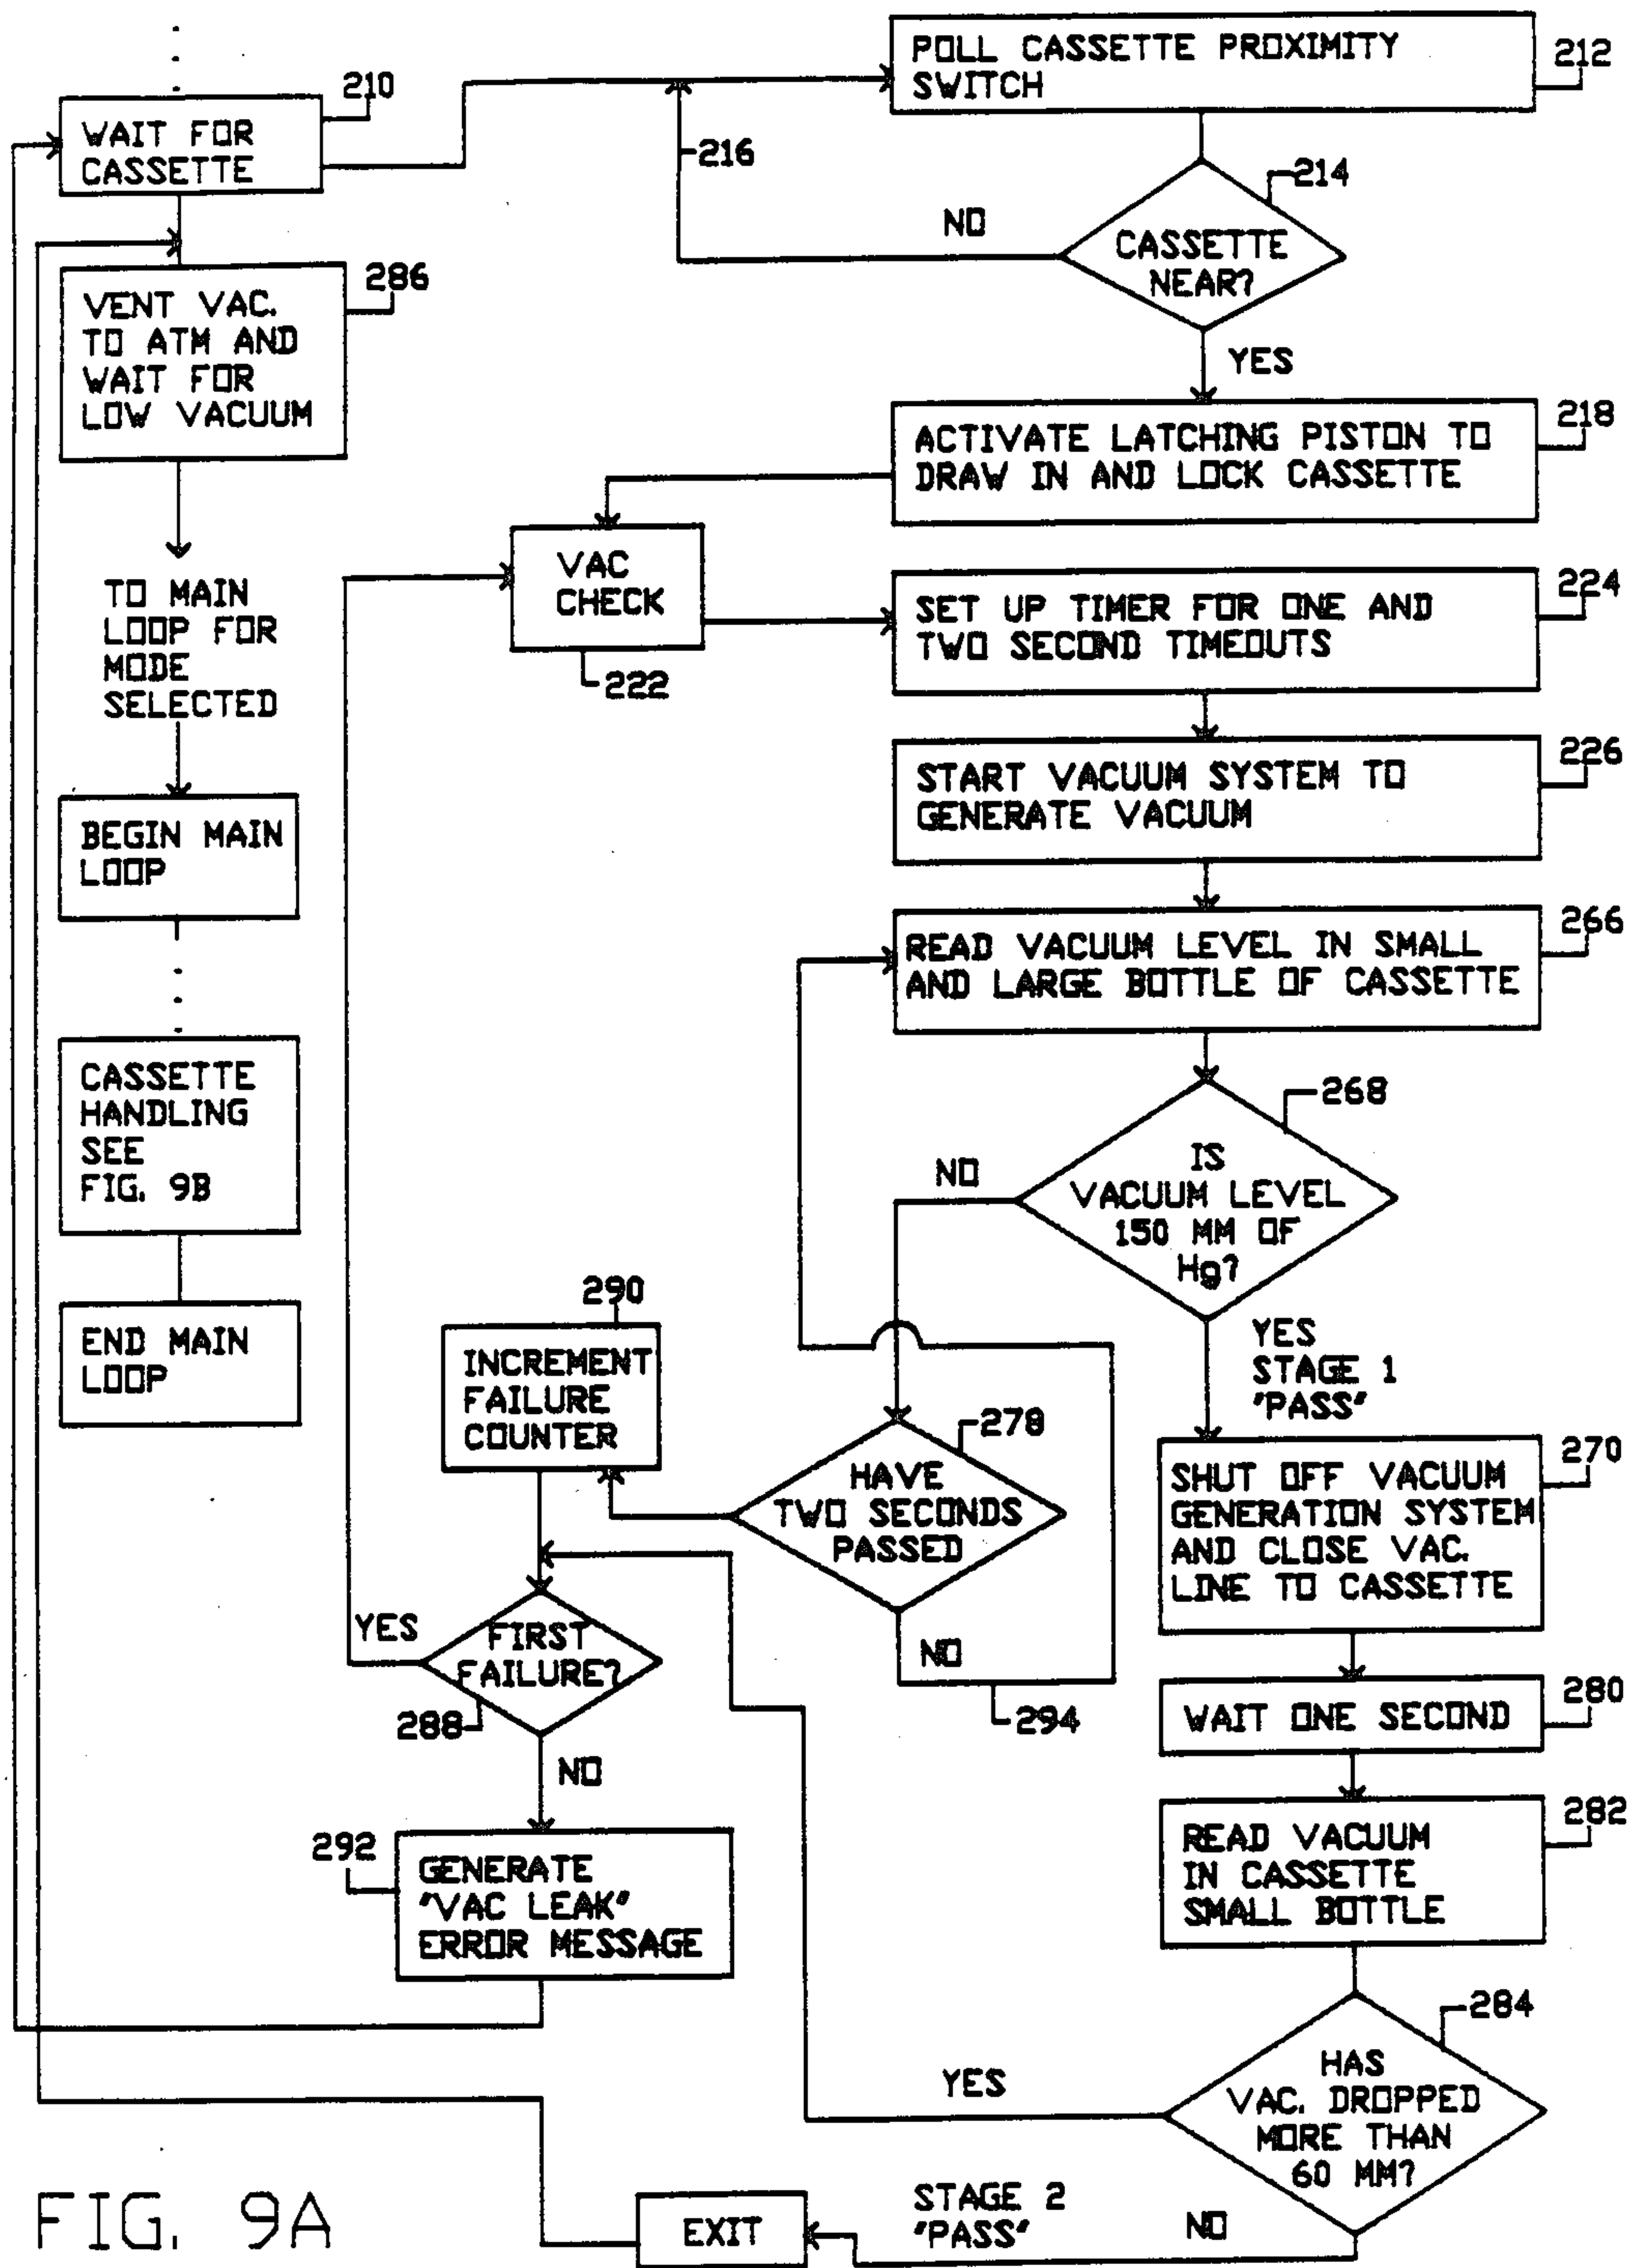 210
WAIT FOR
CASSETTE
POLL CASSETTE PROXIMITY
SWITCH
212
216
214
NO
CASSETTE
NEAR?
YES
286
VENT VAC.
TO ATM AND
WAIT FOR
LOW VACUUM
218
ACTIVATE LATCHING PISTON TO
DRAW IN AND LOCK CASSETTE
VAC
CHECK
222
TO MAIN
LOOP FOR
MODE
SELECTED
224
SET UP TIMER FOR ONE AND
TWO SECOND TIMEOUTS
226
START VACUUM SYSTEM TO
GENERATE VACUUM
BEGIN MAIN
LOOP
266
READ VACUUM LEVEL IN SMALL
AND LARGE BOTTLE OF CASSETTE
CASSETTE
HANDLING
SEE
FIG. 9B
268
NO
IS
VACUUM LEVEL
150 MM OF
Hg?
YES
STAGE 1
"PASS"
END MAIN
LOOP
290
INCREMENT
FAILURE
COUNTER
278
HAVE
TWO SECONDS
PASSED
NO
294
270
SHUT OFF VACUUM
GENERATION SYSTEM
AND CLOSE VAC.
LINE TO CASSETTE
YES
FIRST
FAILURE?
288
NO
280
WAIT ONE SECOND
292
GENERATE
"VAC LEAK"
ERROR MESSAGE
282
READ VACUUM
IN CASSETTE
SMALL BOTTLE
284
YES
HAS
VAC. DROPPED
MORE THAN
60 MM?
NO
STAGE 2
"PASS"
EXIT
FIG. 9A